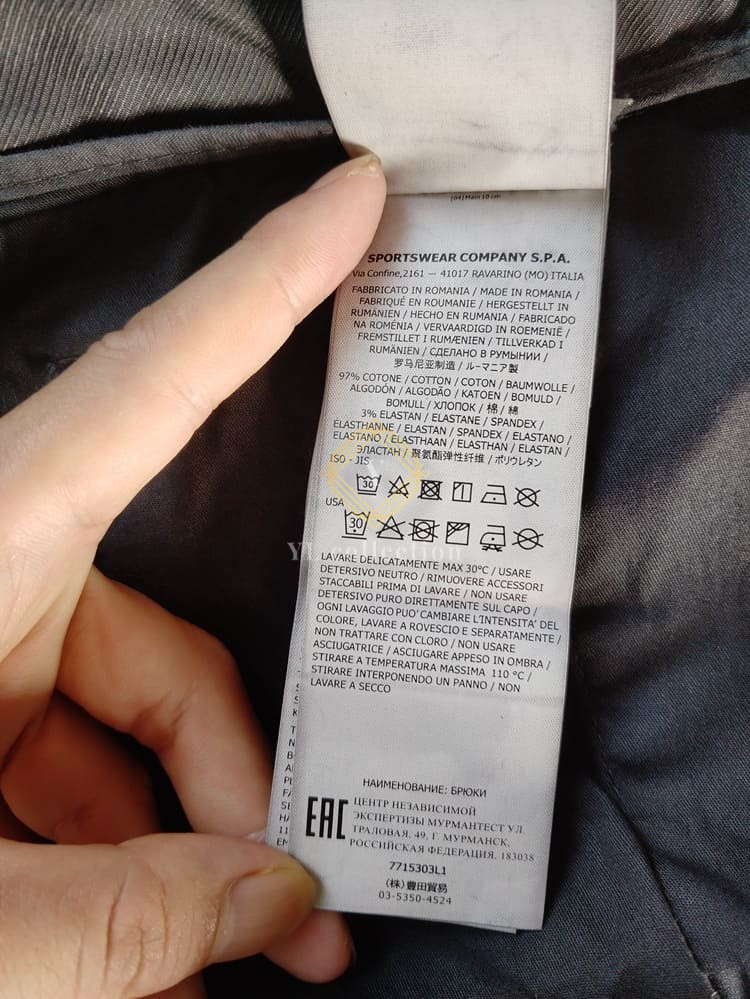 [04]Main 10 cm
SPORTSWEAR COMPANY S.P.A.
Via Confine,2161 — 41017 RAVARINO (MO) ITALIA
FABBRICATO IN ROMANIA / MADE IN ROMANIA /
FABRIQUÉ EN ROUMANIE / HERGESTELLT IN
RUMÄNIEN / HECHO EN RUMANIA / FABRICADO
NA ROMÉNIA / VERVAARDIGD IN ROEMENIË /
FREMSTILLET I RUMÆNIEN / TILLVERKAD I
RUMÄNIEN / СДЕЛАНО В РУМЫНИИ /
罗马尼亚制造 / ルーマニア製
97% COTONE / COTTON / COTON / BAUMWOLLE /
ALGODÓN / ALGODÃO / KATOEN / BOMULD /
BOMULL / ХЛОПОК / 棉 / 綿
3% ELASTAN / ELASTANE / SPANDEX /
ELASTHANNE / ELASTAN / SPANDEX / ELASTANO /
ELASTANO / ELASTHAAN / ELASTHAN / ELASTAN /
ЭЛАСТАН / 聚氨酯弹性纤维 / ポリウレタン
ISO - JIS
30
USA
30
Y collection
LAVARE DELICATAMENTE MAX 30°C / USARE
DETERSIVO NEUTRO / RIMUOVERE ACCESSORI
STACCABILI PRIMA DI LAVARE / NON USARE
DETERSIVO PURO DIRETTAMENTE SUL CAPO /
OGNI LAVAGGIO PUO' CAMBIARE L'INTENSITA' DEL
COLORE, LAVARE A ROVESCIO E SEPARATAMENTE /
NON TRATTARE CON CLORO / NON USARE
ASCIUGATRICE / ASCIUGARE APPESO IN OMBRA /
STIRARE A TEMPERATURA MASSIMA 110 °C /
STIRARE INTERPONENDO UN PANNO / NON
LAVARE A SECCO
НАИМЕНОВАНИЕ: БРЮКИ
EAC
ЦЕНТР НЕЗАВИСИМОЙ
ЭКСПЕРТИЗЫ МУРМАНТЕСТ УЛ.
ТРАЛОВАЯ, 49, Г. МУРМАНСК,
РОССИЙСКАЯ ФЕДЕРАЦИЯ, 183038
7715303L1
(株)豊田貿易
03-5350-4524